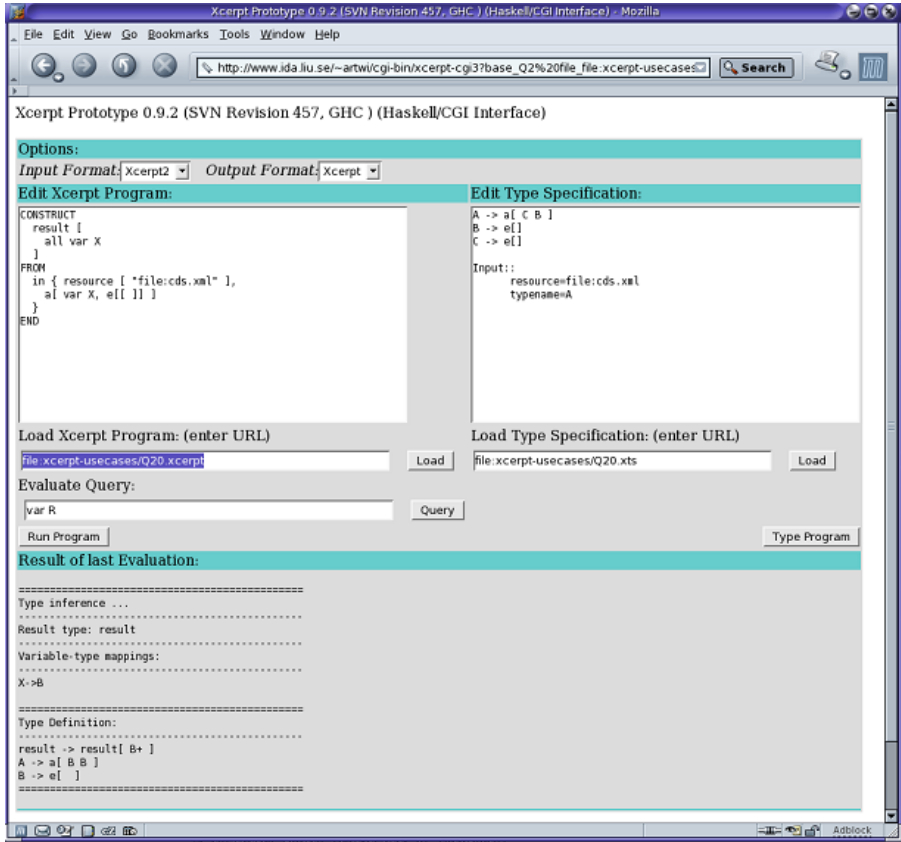 Xcerpt Prototype 0.9.2 (SVN Revision 457, GHC ) (Haskell/CGI Interface) - Mozilla
File Edit View Go Bookmarks Tools Window Help
http://www.ida.liu.se/~artwi/cgi-bin/xcerpt-cgi3?base_Q2%20file_file:xcerpt-usecases Search
Xcerpt Prototype 0.9.2 (SVN Revision 457, GHC ) (Haskell/CGI Interface)
Options:
Input Format: Xcerpt2 Output Format: Xcerpt
Edit Xcerpt Program: Edit Type Specification:
CONSTRUCT
result [
all var X
]
FROM
in { resource [ "file:cds.xml" ],
a[ var X, e[[ ]] ]
}
END
A -> a[ C B ]
B -> e[]
C -> e[]
Input::
resource=file:cds.xml
typename=A
Load Xcerpt Program: (enter URL) Load Type Specification: (enter URL)
file:xcerpt-usecases/Q20.xcerpt Load file:xcerpt-usecases/Q20.xts Load
Evaluate Query:
var R Query
Run Program Type Program
Result of last Evaluation:
==============================================
Type inference ...
----------------------------------------------
Result type: result
----------------------------------------------
Variable-type mappings:
----------------------------------------------
X->B
==============================================
Type Definition:
----------------------------------------------
result -> result[ B+ ]
A -> a[ B B ]
B -> e[ ]
==============================================
Adblock